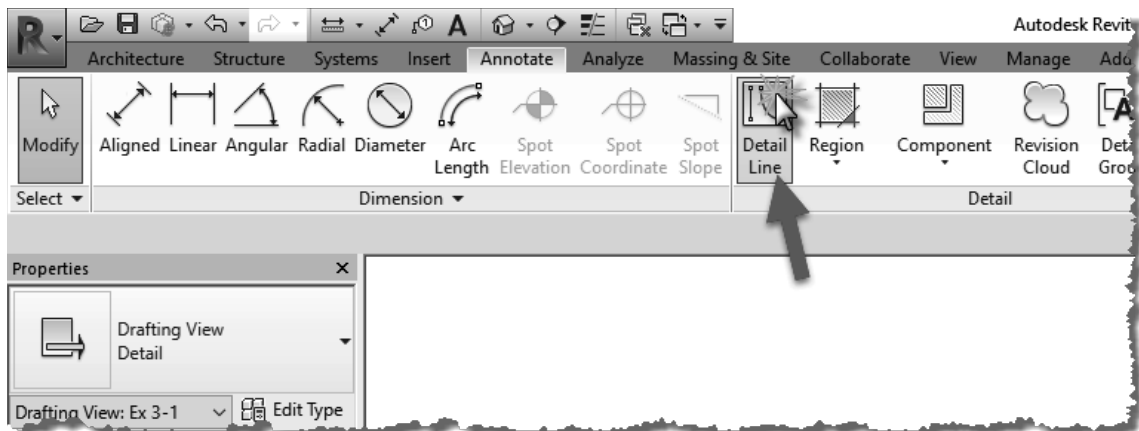 R A Autodesk Revit
Architecture Structure Systems Insert Annotate Analyze Massing & Site Collaborate View Manage Add
Modify Aligned Linear Angular Radial Diameter Arc Length Spot Elevation Spot Coordinate Spot Slope Detail Line Region Component Revision Cloud
Select Dimension Detail
Properties
Drafting View
Detail
Drafting View: Ex 3-1 Edit Type